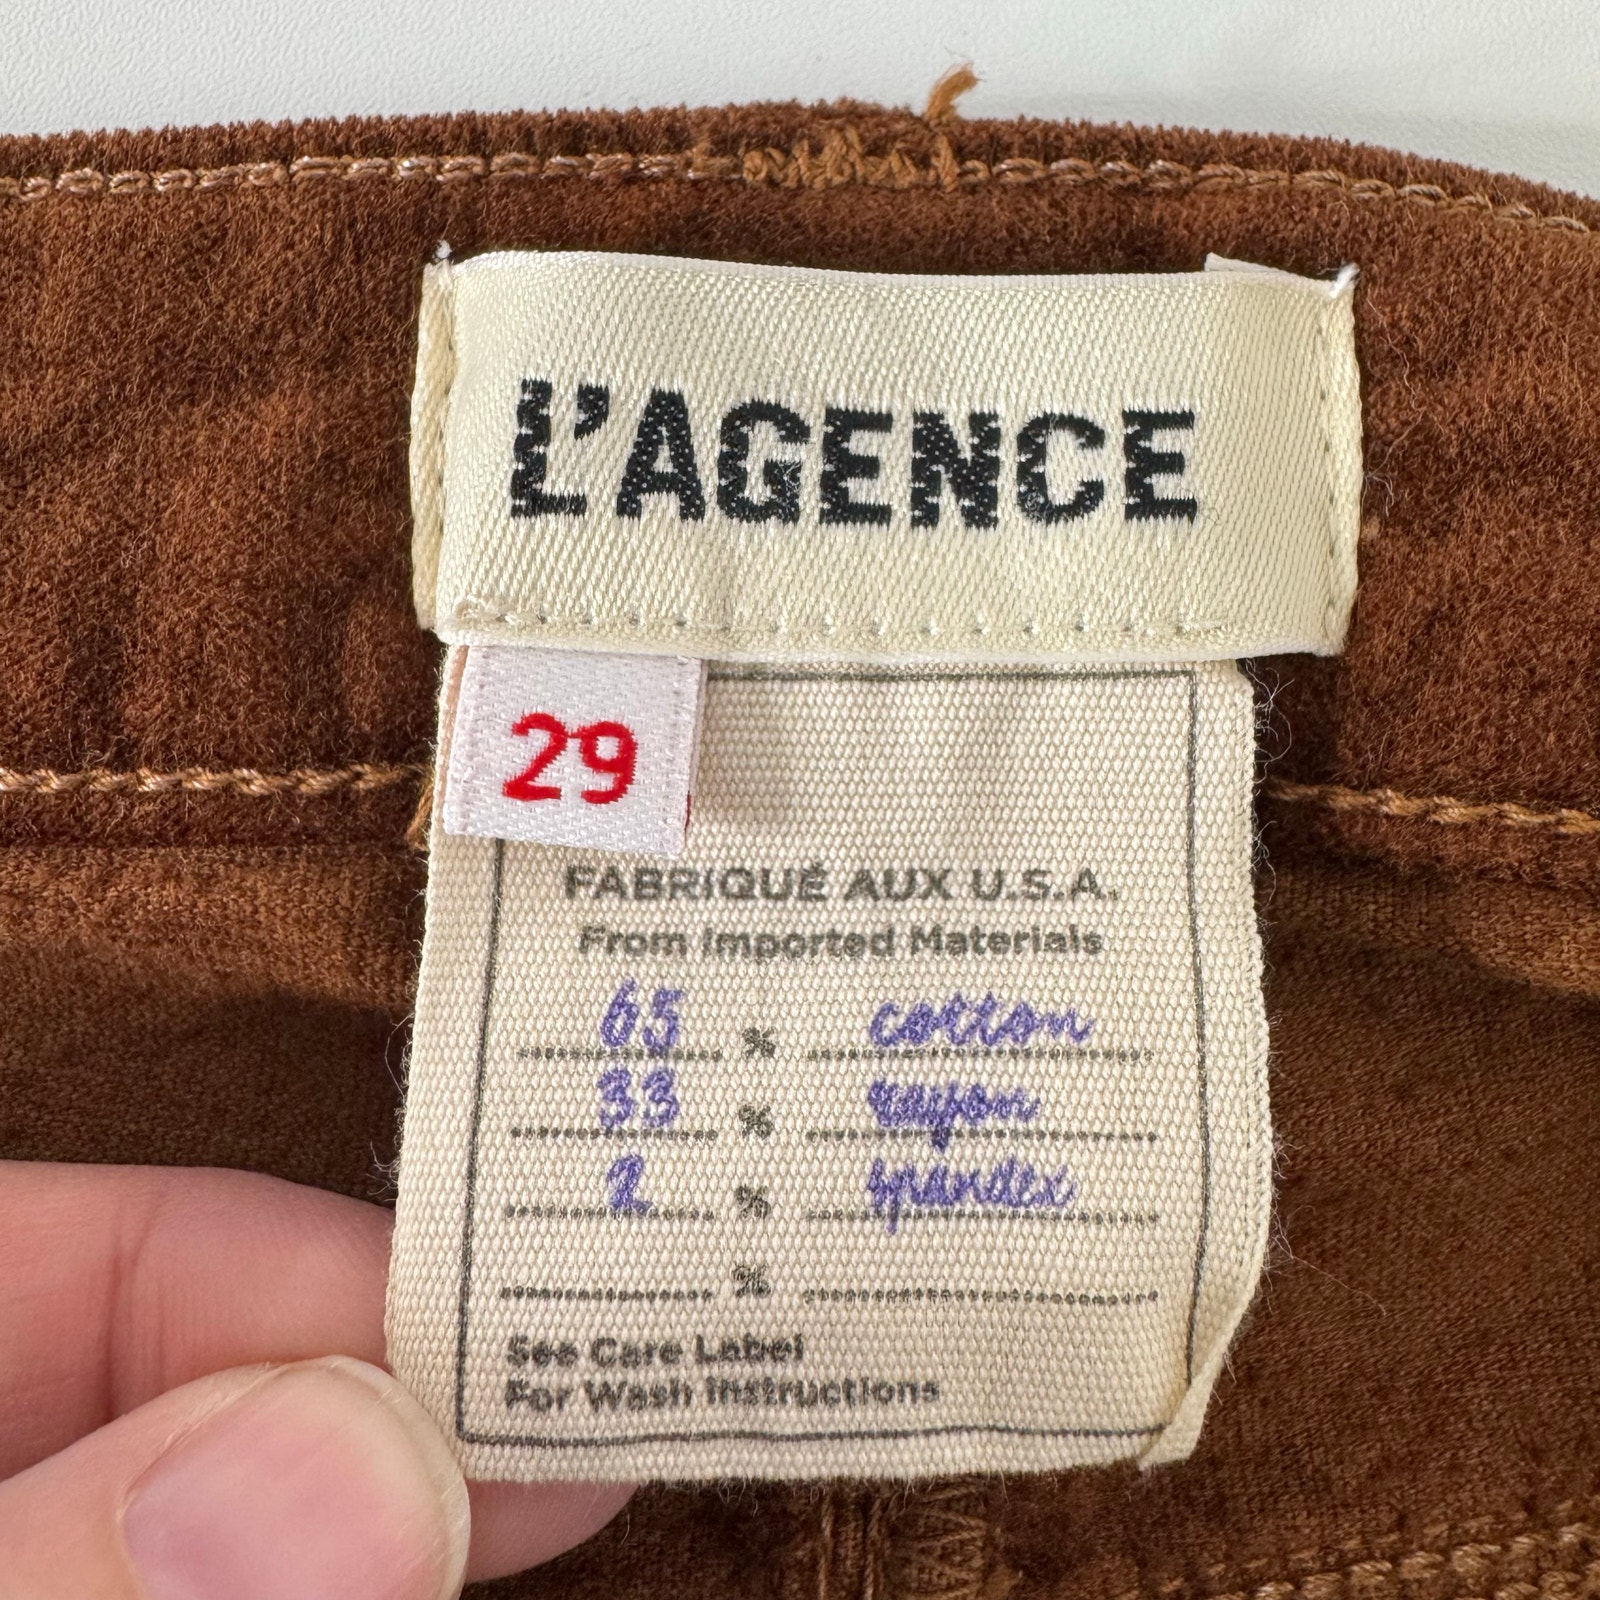 L'AGENCE
29
FABRIQUÉ AUX U.S.A.
From Imported Materials
65 % cotton
33 % rayon
2 % spandex
%
See Care Label
For Wash Instructions